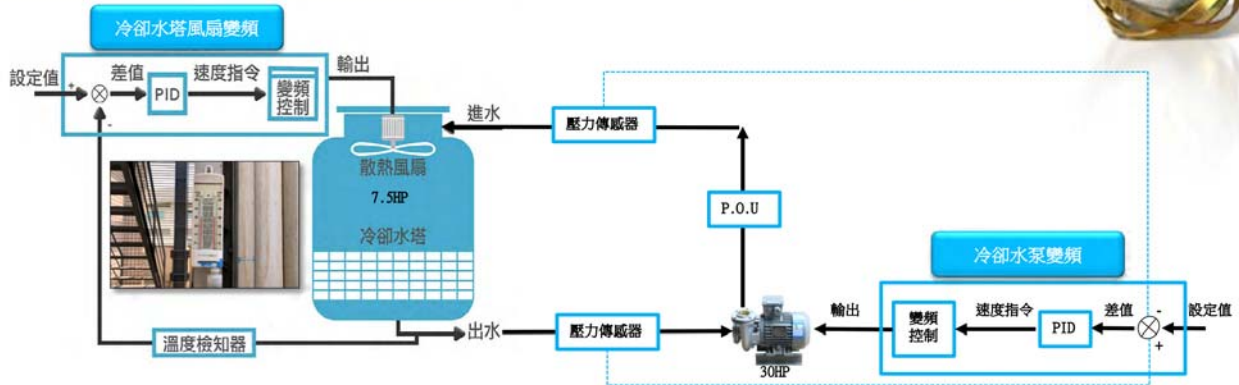 冷卻水塔風扇變頻
設定值
+
-
差值
PID
速度指令
變頻
控制
輸出
進水
壓力傳感器
散熱風扇
7.5HP
P.O.U
冷卻水塔
冷卻水泵變頻
出水
壓力傳感器
30HP
輸出
變頻
控制
速度指令
PID
差值
-
+
設定值
溫度檢知器